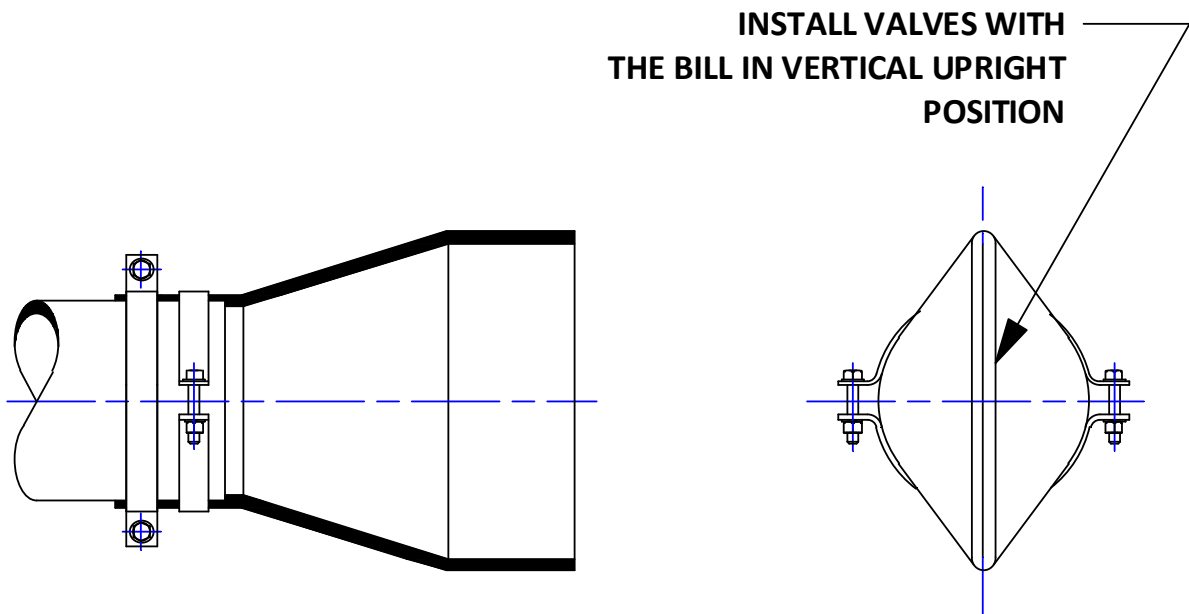 INSTALL VALVES WITH
THE BILL IN VERTICAL UPRIGHT
POSITION